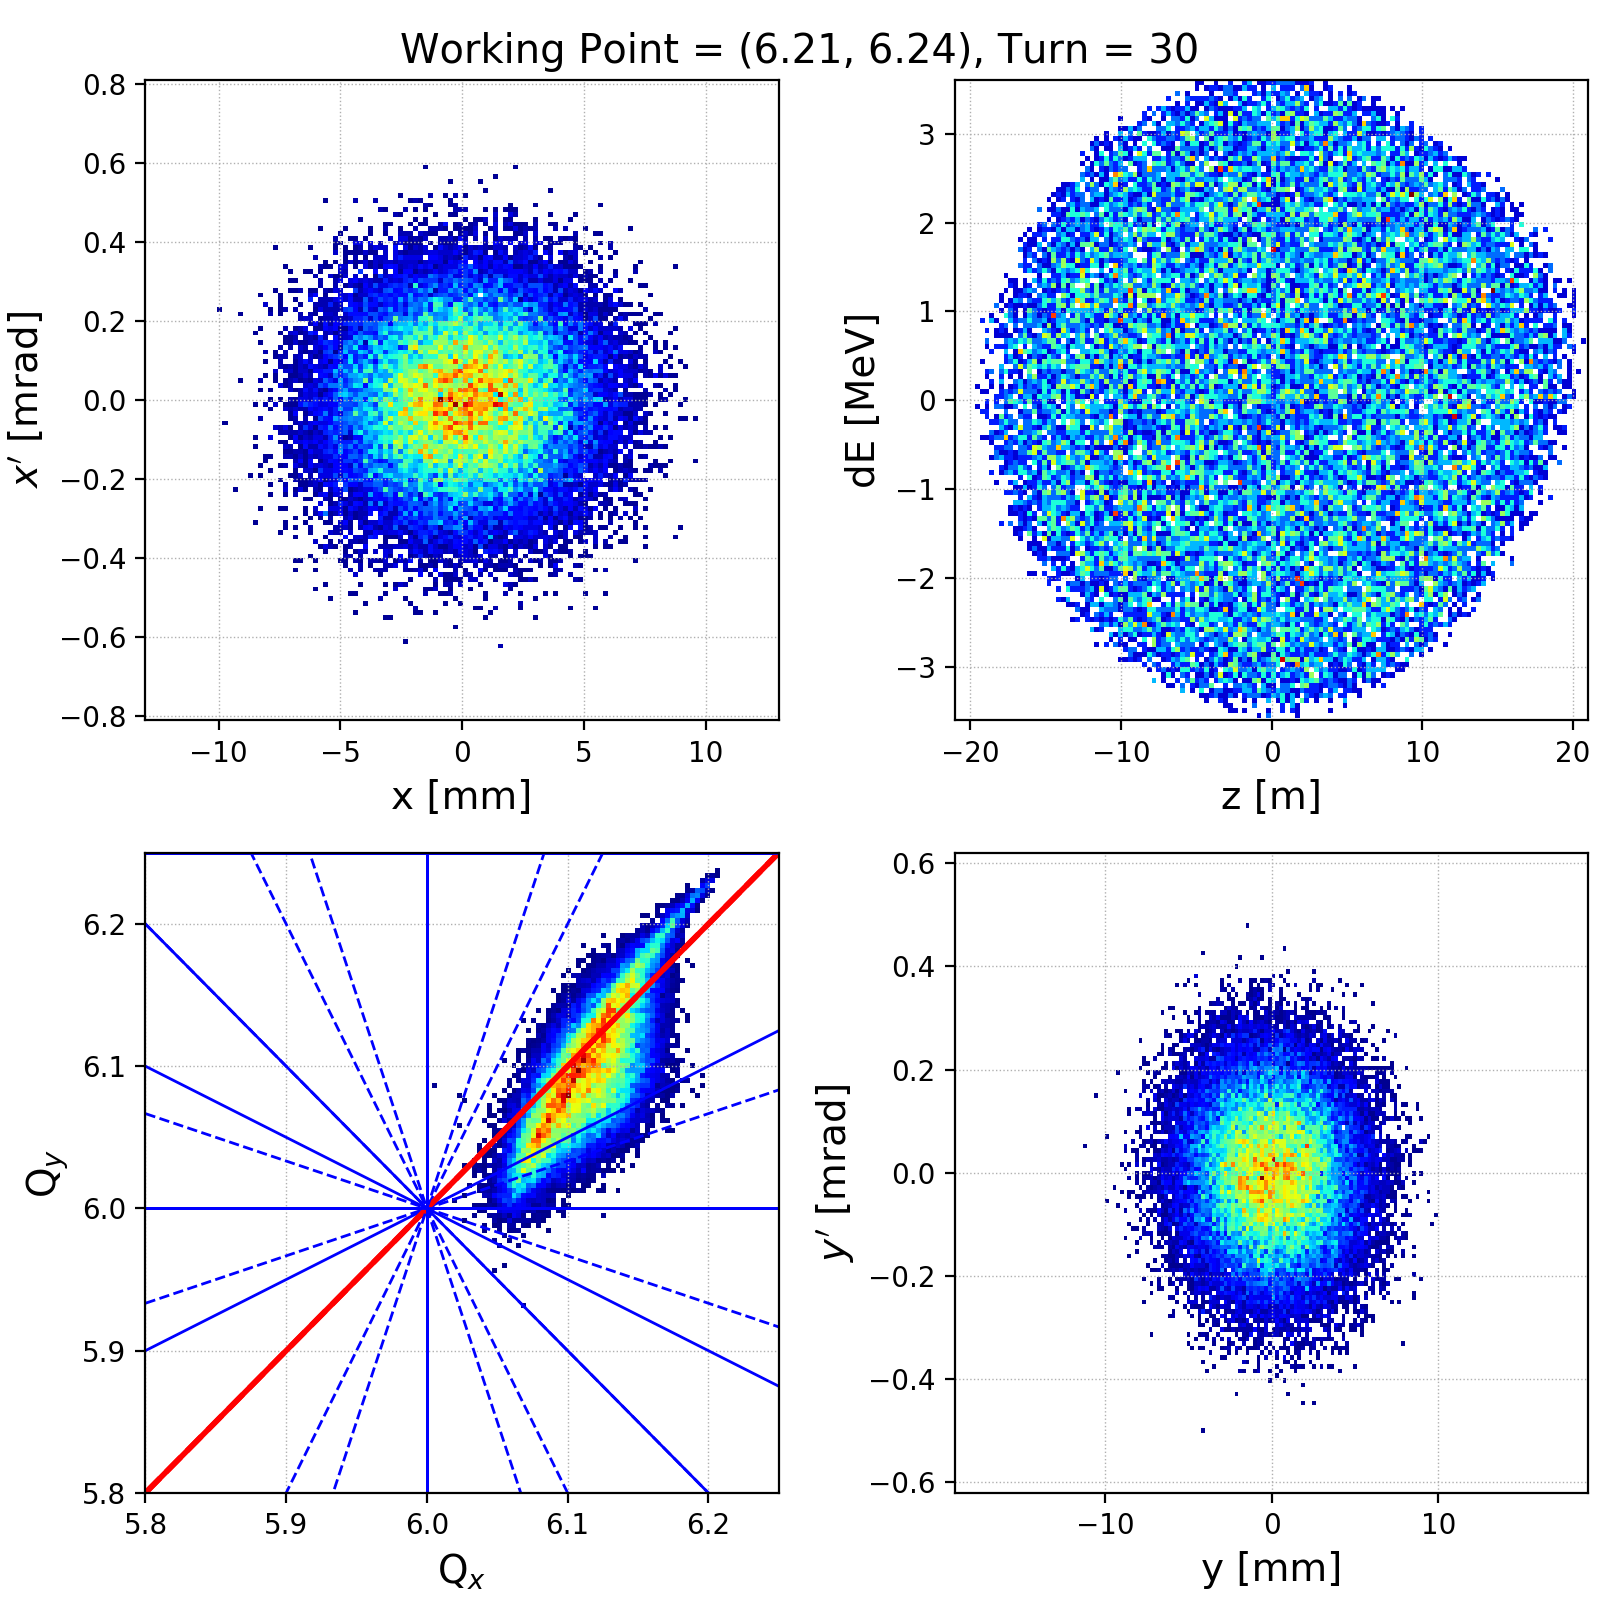 Working Point = (6.21, 6.24), Turn = 30
0.8
0.6
0.4
0.2
0.0
−0.2
−0.4
−0.6
−0.8
x′ [mrad]
−10 −5 0 5 10
x [mm]
3
2
1
0
−1
−2
−3
dE [MeV]
−20 −10 0 10 20
z [m]
6.2
6.1
6.0
5.9
5.8
Qy
5.8 5.9 6.0 6.1 6.2
Qx
0.6
0.4
0.2
0.0
−0.2
−0.4
−0.6
y′ [mrad]
−10 0 10
y [mm]